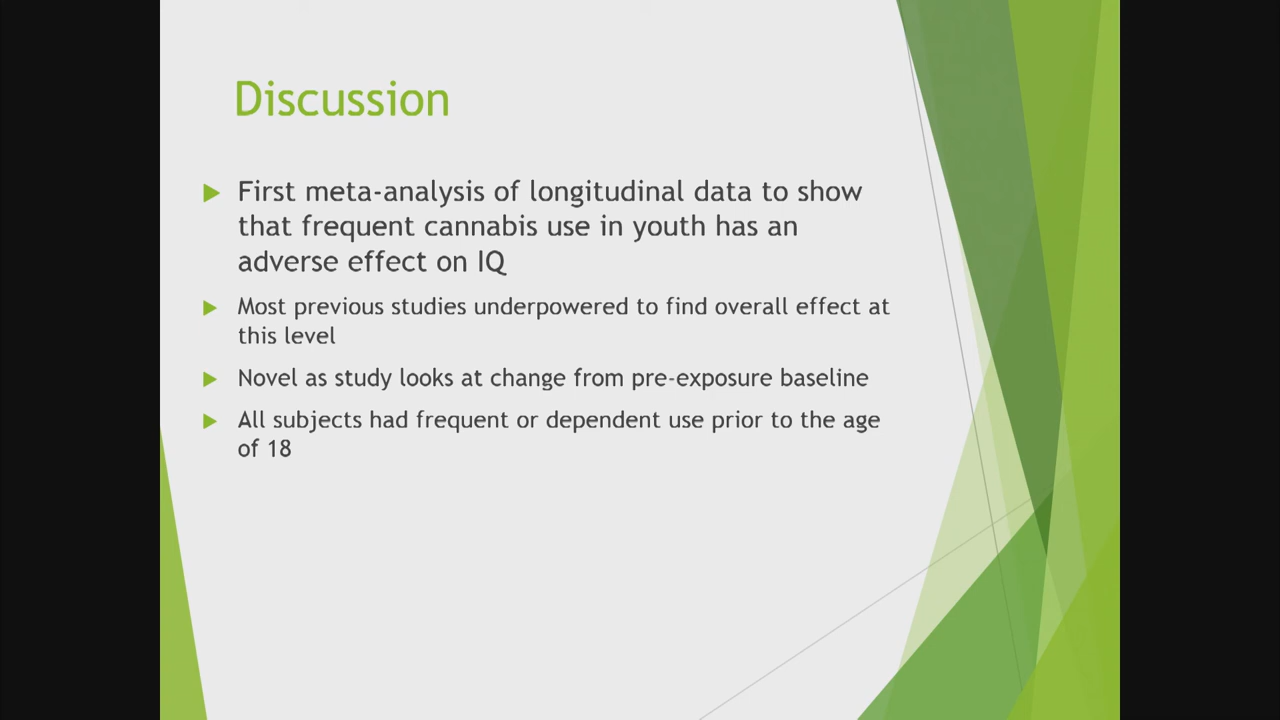 Discussion
First meta-analysis of longitudinal data to show
that frequent cannabis use in youth has an
adverse effect on IQ
Most previous studies underpowered to find overall effect at
this level
Novel as study looks at change from pre-exposure baseline
All subjects had frequent or dependent use prior to the age
of 18